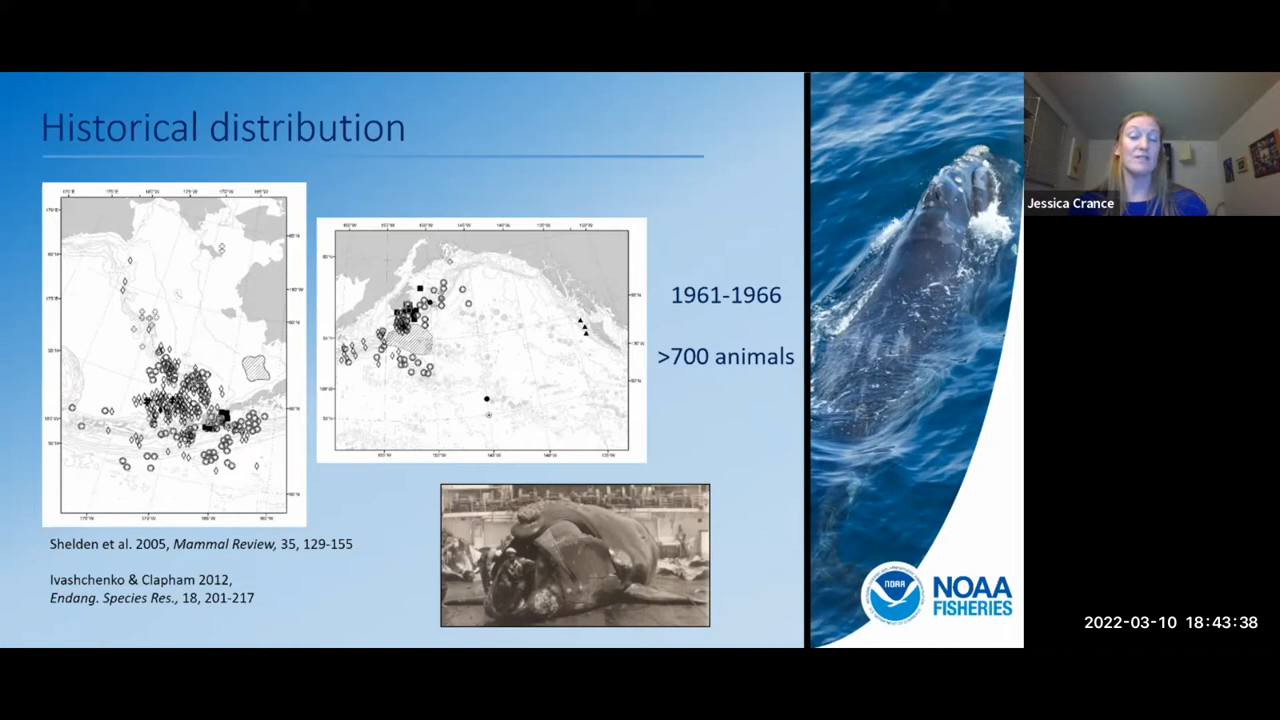 Historical distribution
1961-1966
>700 animals
Shelden et al. 2005, Mammal Review, 35, 129-155
Ivashchenko & Clapham 2012,
Endang. Species Res., 18, 201-217
NOAA
NOAA
FISHERIES
Jessica Crance
2022-03-10 18:43:38